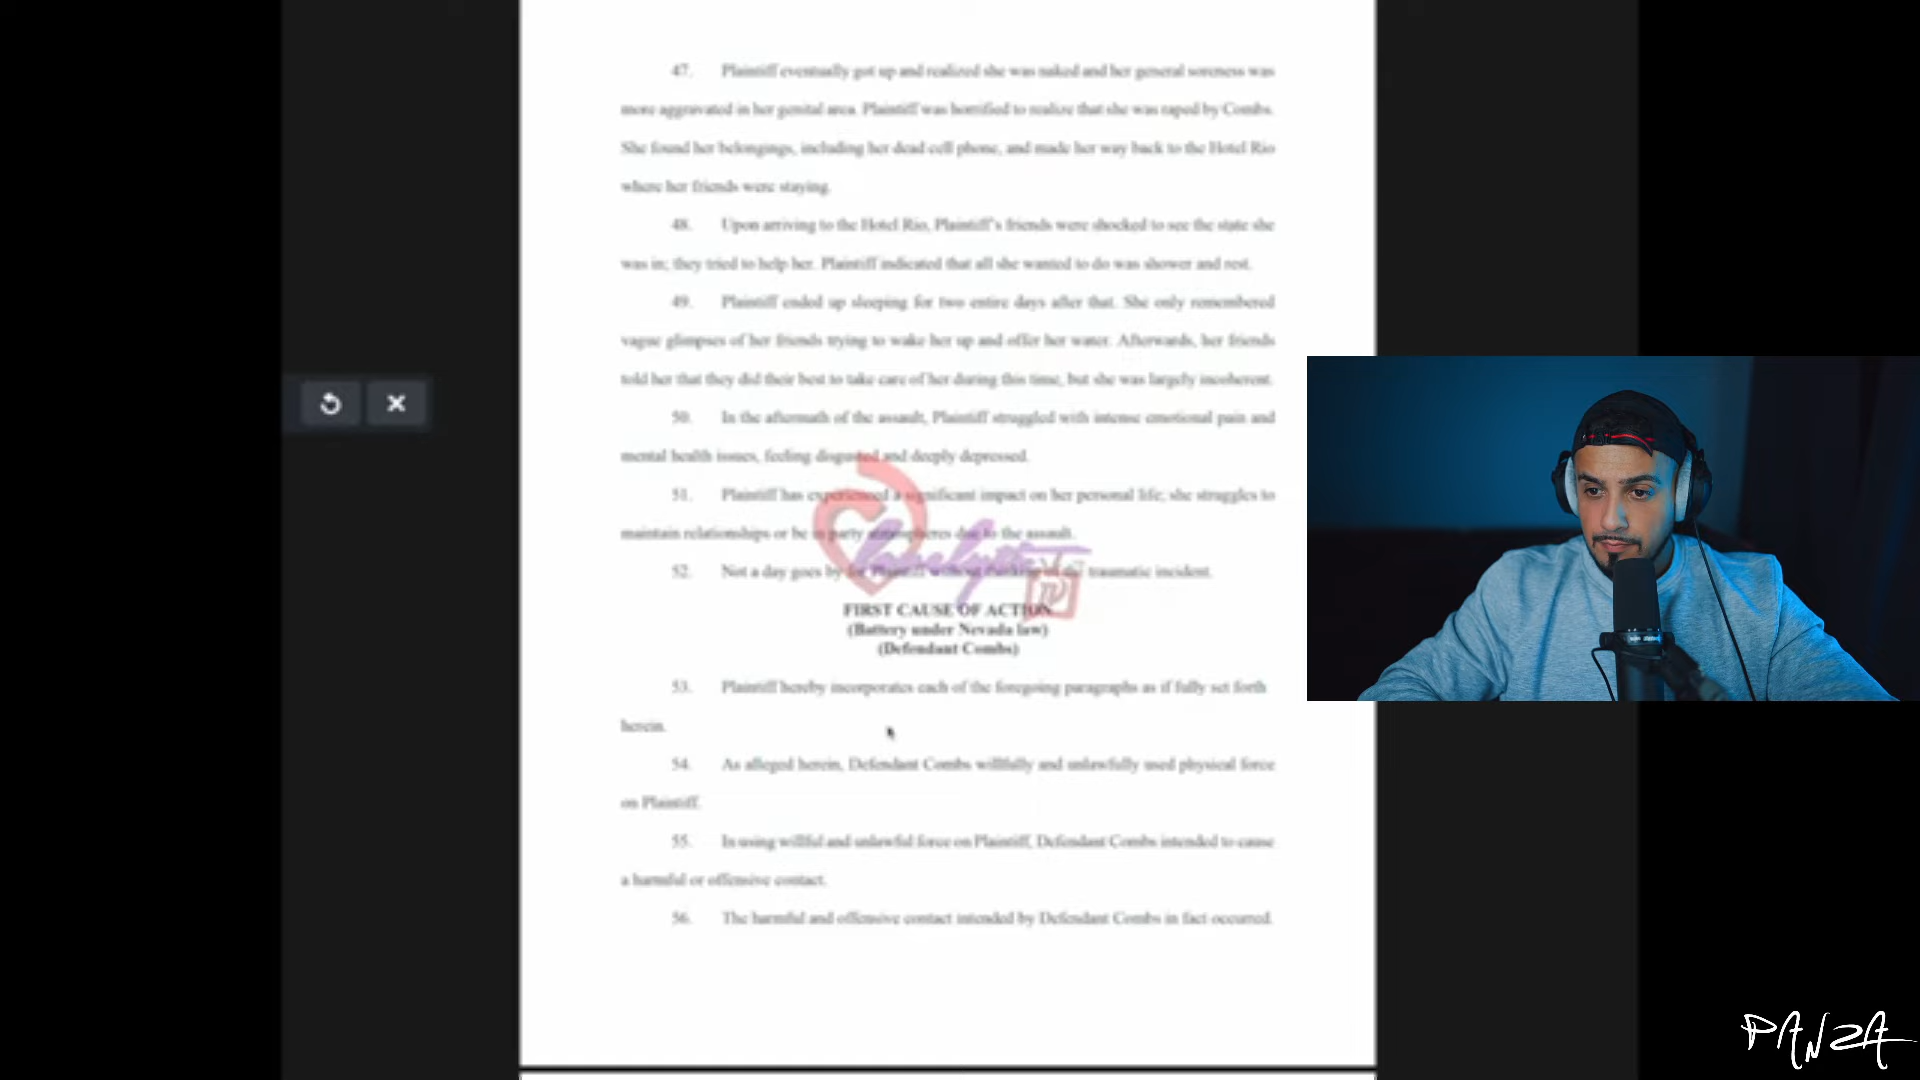 47. Plaintiff eventually got up and realized she was naked and her general soreness was
more aggravated in her genital area. Plaintiff was horrified to realize that she was raped by Combs.
She found her belongings, including her dead cell phone, and made her way back to the Hotel Rio
where her friends were staying.
48. Upon arriving to the Hotel Rio, Plaintiff's friends were shocked to see the state she
was in; they tried to help her. Plaintiff indicated that all she wanted to do was shower and rest.
49. Plaintiff ended up sleeping for two entire days after that. She only remembered
vague glimpses of her friends trying to wake her up and offer her water. Afterwards, her friends
told her that they did their best to take care of her during this time, but she was largely incoherent.
50. In the aftermath of the assault, Plaintiff struggled with intense emotional pain and
mental health issues, feeling disgusted and deeply depressed.
51. Plaintiff has experienced a significant impact on her personal life; she struggles to
maintain relationships or be in party atmospheres due to the assault.
52. Not a day goes by for Plaintiff without thinking of the traumatic incident.
FIRST CAUSE OF ACTION
(Battery under Nevada law)
(Defendant Combs)
53. Plaintiff hereby incorporates each of the foregoing paragraphs as if fully set forth
herein.
54. As alleged herein, Defendant Combs willfully and unlawfully used physical force
on Plaintiff.
55. In using willful and unlawful force on Plaintiff, Defendant Combs intended to cause
a harmful or offensive contact.
56. The harmful and offensive contact intended by Defendant Combs in fact occurred.
PANZA